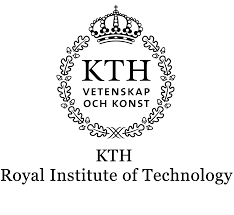 KTH
VETENSKAP
OCH KONST
KTH
Royal Institute of Technology